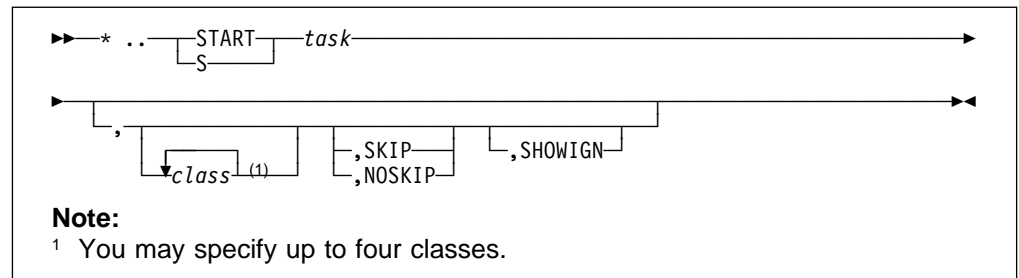 * .. START task
S
,
,SKIP ,SHOWIGN
class (1) ,NOSKIP
Note:
1 You may specify up to four classes.